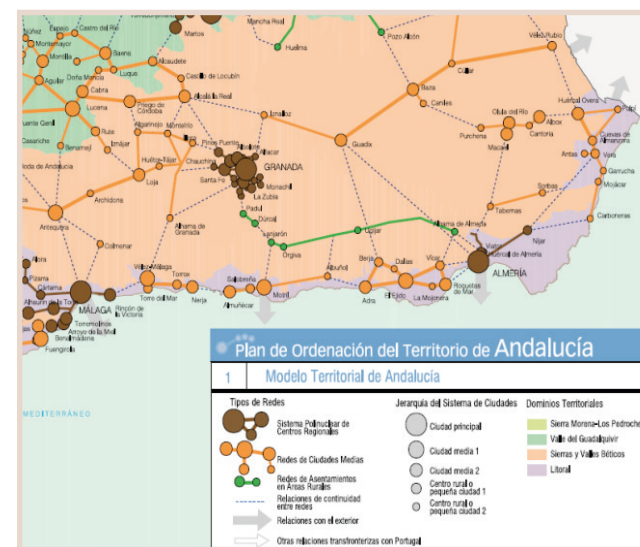 Espejo
Castro del Río
Montemayor
Montilla
Baena
Aguilar
Doña Mencía
Luque
Alcaudete
Martos
Mancha Real
Huelma
Pozo Alcón
Vélez Rubio
Cúllar
Cabra
Castillo de Locubín
Baza
Lucena
Priego de
Córdoba
Alcalá la Real
Caniles
Puente Genil
Iznalloz
Olula del Río
Huércal Overa
Pulpí
Rute
Algarinejo
Montefrío
Albox
Casariche
Iznájar
Íllora
Guadix
Purchena
Cantoria
Cuevas de
Almanzora
Benamejí
Pinos Puente
Albolote
Alfacar
Macael
Antas
Vera
Huétor-Tájar
Chauchina
GRANADA
Garrucha
Loja
Santa Fe
Monachil
Sorbas
Mojácar
La Zubia
Archidona
Padul
Tabernas
Antequera
Alhama de
Granada
Dúrcal
Ugíjar
Alhama de Almería
Carboneras
Colmenar
Lanjarón
Níjar
Órgiva
Viator
Huércal de Almería
Álora
Vélez-Málaga
Albuñol
Berja
Dalías
Vícar
ALMERÍA
Pizarra
Torrox
Salobreña
Cártama
Roquetas de
Mar
Alhaurín de la Torre
MÁLAGA
Torre del Mar
Nerja
Almuñécar
Motril
Adra
El Ejido
La Mojonera
Rincón de
la Victoria
Torremolinos
Arroyo de la Miel
Benalmádena
Fuengirola
MEDITERRÁNEO
Plan de Ordenación del Territorio de Andalucía
1 Modelo Territorial de Andalucía
Tipos de Redes
Sistema Polinuclear de
Centros Regionales
Redes de Ciudades Medias
Redes de Asentamientos
en Áreas Rurales
Relaciones de continuidad
entre redes
Relaciones con el exterior
Otras relaciones transfronterizas con Portugal
Jerarquía del Sistema de Ciudades
Ciudad principal
Ciudad media 1
Ciudad media 2
Centro rural o
pequeña ciudad 1
Centro rural o
pequeña ciudad 2
Dominios Territoriales
Sierra Morena-Los Pedroche
Valle del Guadalquivir
Sierras y Valles Béticos
Litoral